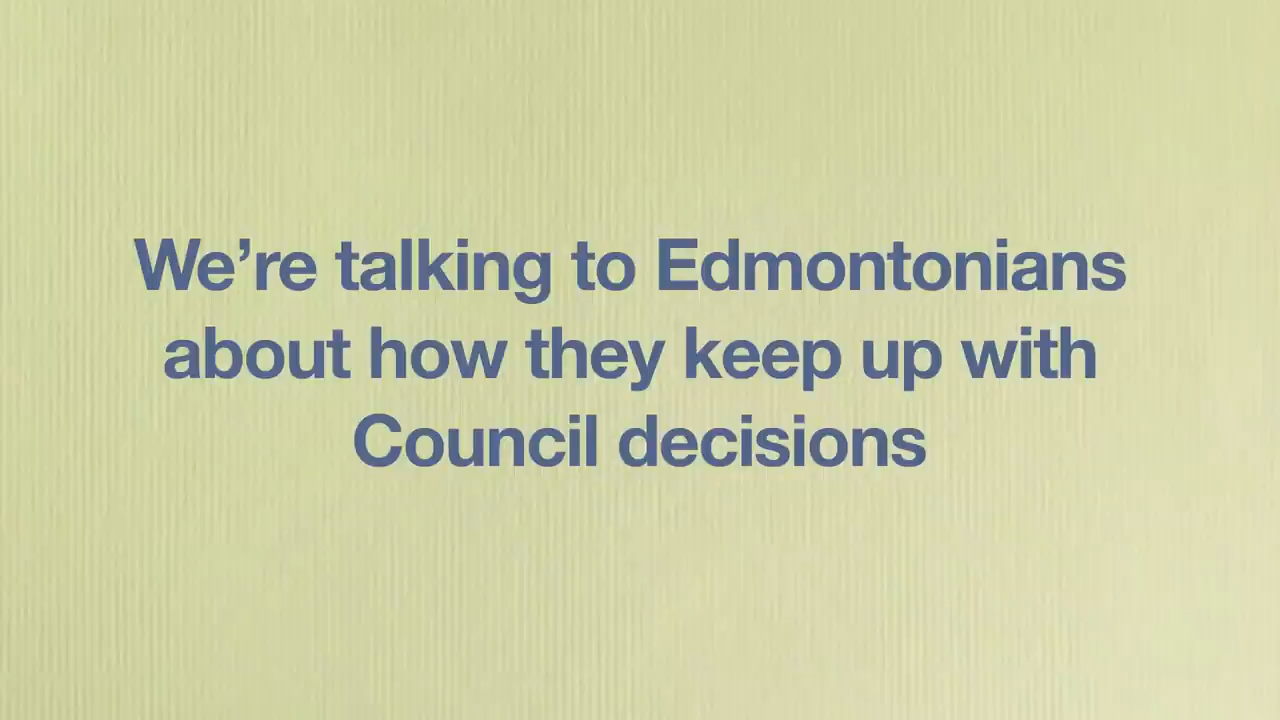 We’re talking to Edmontonians
about how they keep up with
Council decisions